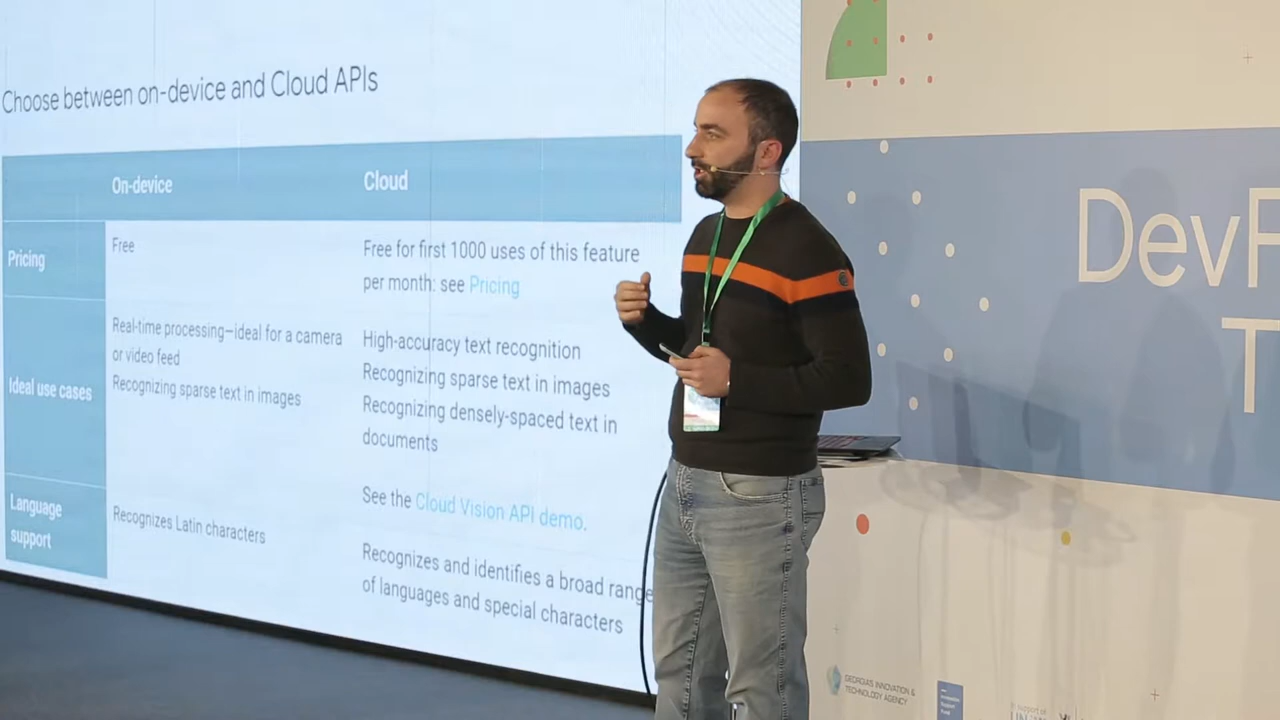 Choose between on-device and Cloud APIs
On-device
Cloud
Pricing
Free
Free for first 1000 uses of this feature
per month: see Pricing
Ideal use cases
Real-time processing—ideal for a camera
or video feed
Recognizing sparse text in images
High-accuracy text recognition
Recognizing sparse text in images
Recognizing densely-spaced text in
documents
See the Cloud Vision API demo.
Language
support
Recognizes Latin characters
Recognizes and identifies a broad range
of languages and special characters
DevF
T
GEORGIA'S INNOVATION &
TECHNOLOGY AGENCY